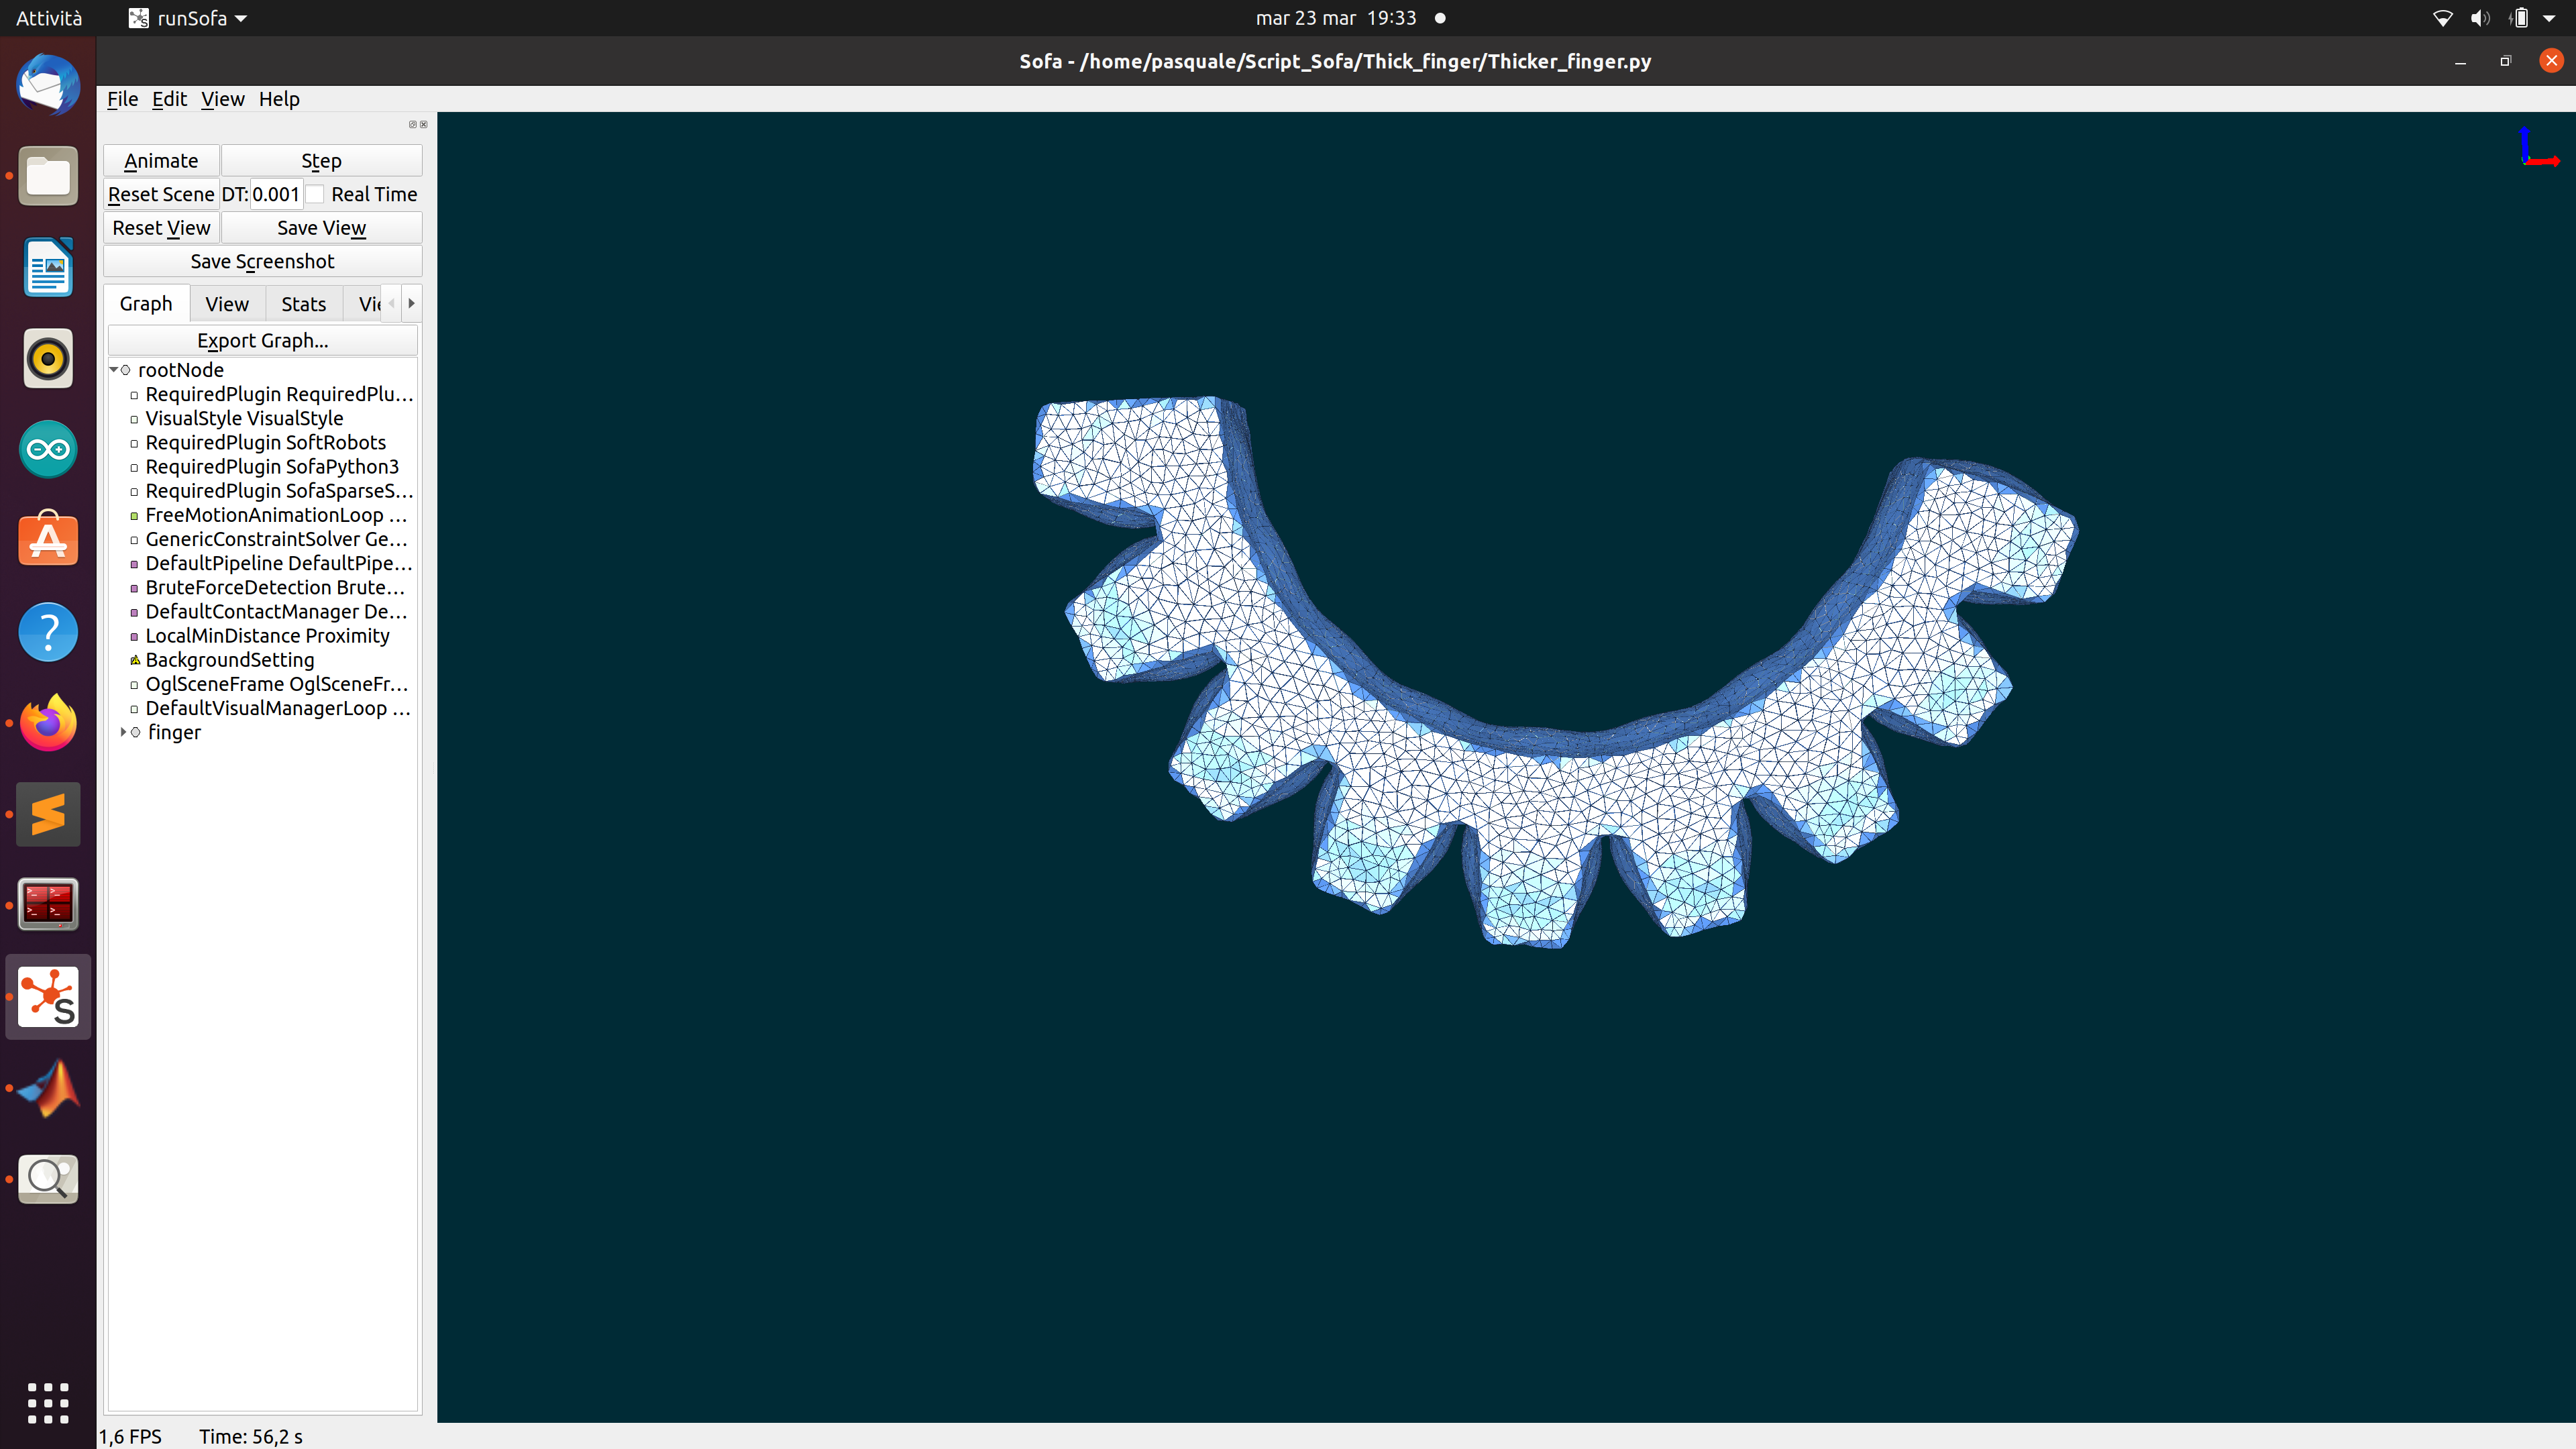 Attività runSofa mar 23 mar 19:33
Sofa - /home/pasquale/Script_Sofa/Thick_finger/Thicker_finger.py
File Edit View Help
Animate Step
Reset Scene DT: 0.001 Real Time
Reset View Save View
Save Screenshot
Graph View Stats Vie
Export Graph...
rootNode
RequiredPlugin RequiredPlu...
VisualStyle VisualStyle
RequiredPlugin SoftRobots
RequiredPlugin SofaPython3
RequiredPlugin SofaSparseS...
FreeMotionAnimationLoop ...
GenericConstraintSolver Ge...
DefaultPipeline DefaultPipe...
BruteForceDetection Brute...
DefaultContactManager De...
LocalMinDistance Proximity
BackgroundSetting
OglSceneFrame OglSceneFr...
DefaultVisualManagerLoop ...
finger
1,6 FPS Time: 56,2 s